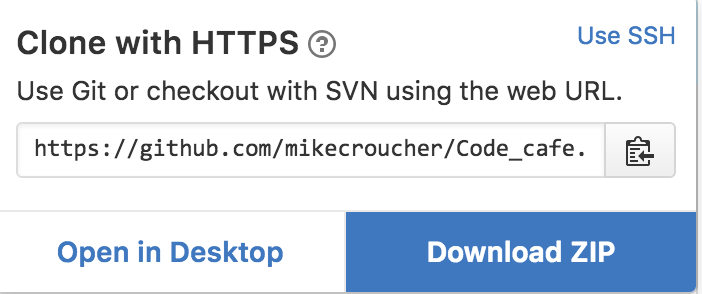 Clone with HTTPS ?
Use SSH
Use Git or checkout with SVN using the web URL.
https://github.com/mikecroucher/Code_cafe.
Open in Desktop
Download ZIP